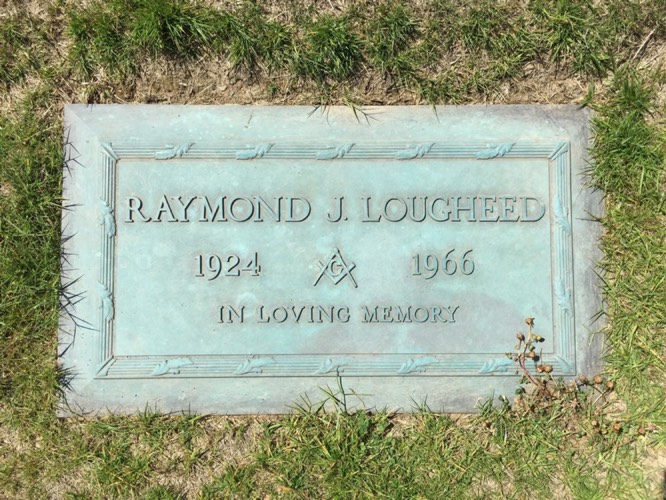 RAYMOND J. LOUGHEED
1924 G 1966
IN LOVING MEMORY